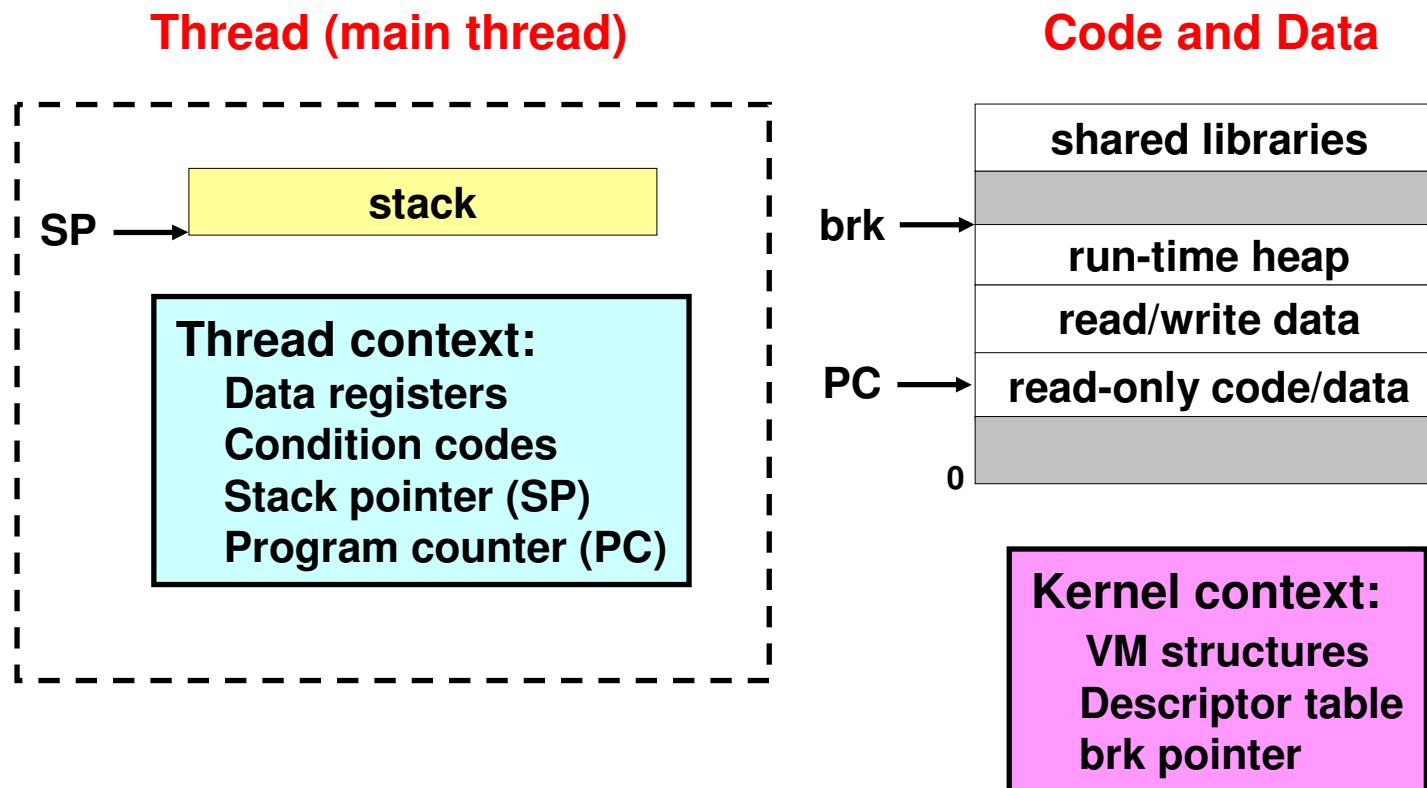 Thread (main thread)
stack
SP
Thread context:
Data registers
Condition codes
Stack pointer (SP)
Program counter (PC)
Code and Data
shared libraries
brk
run-time heap
read/write data
PC
read-only code/data
0
Kernel context:
VM structures
Descriptor table
brk pointer